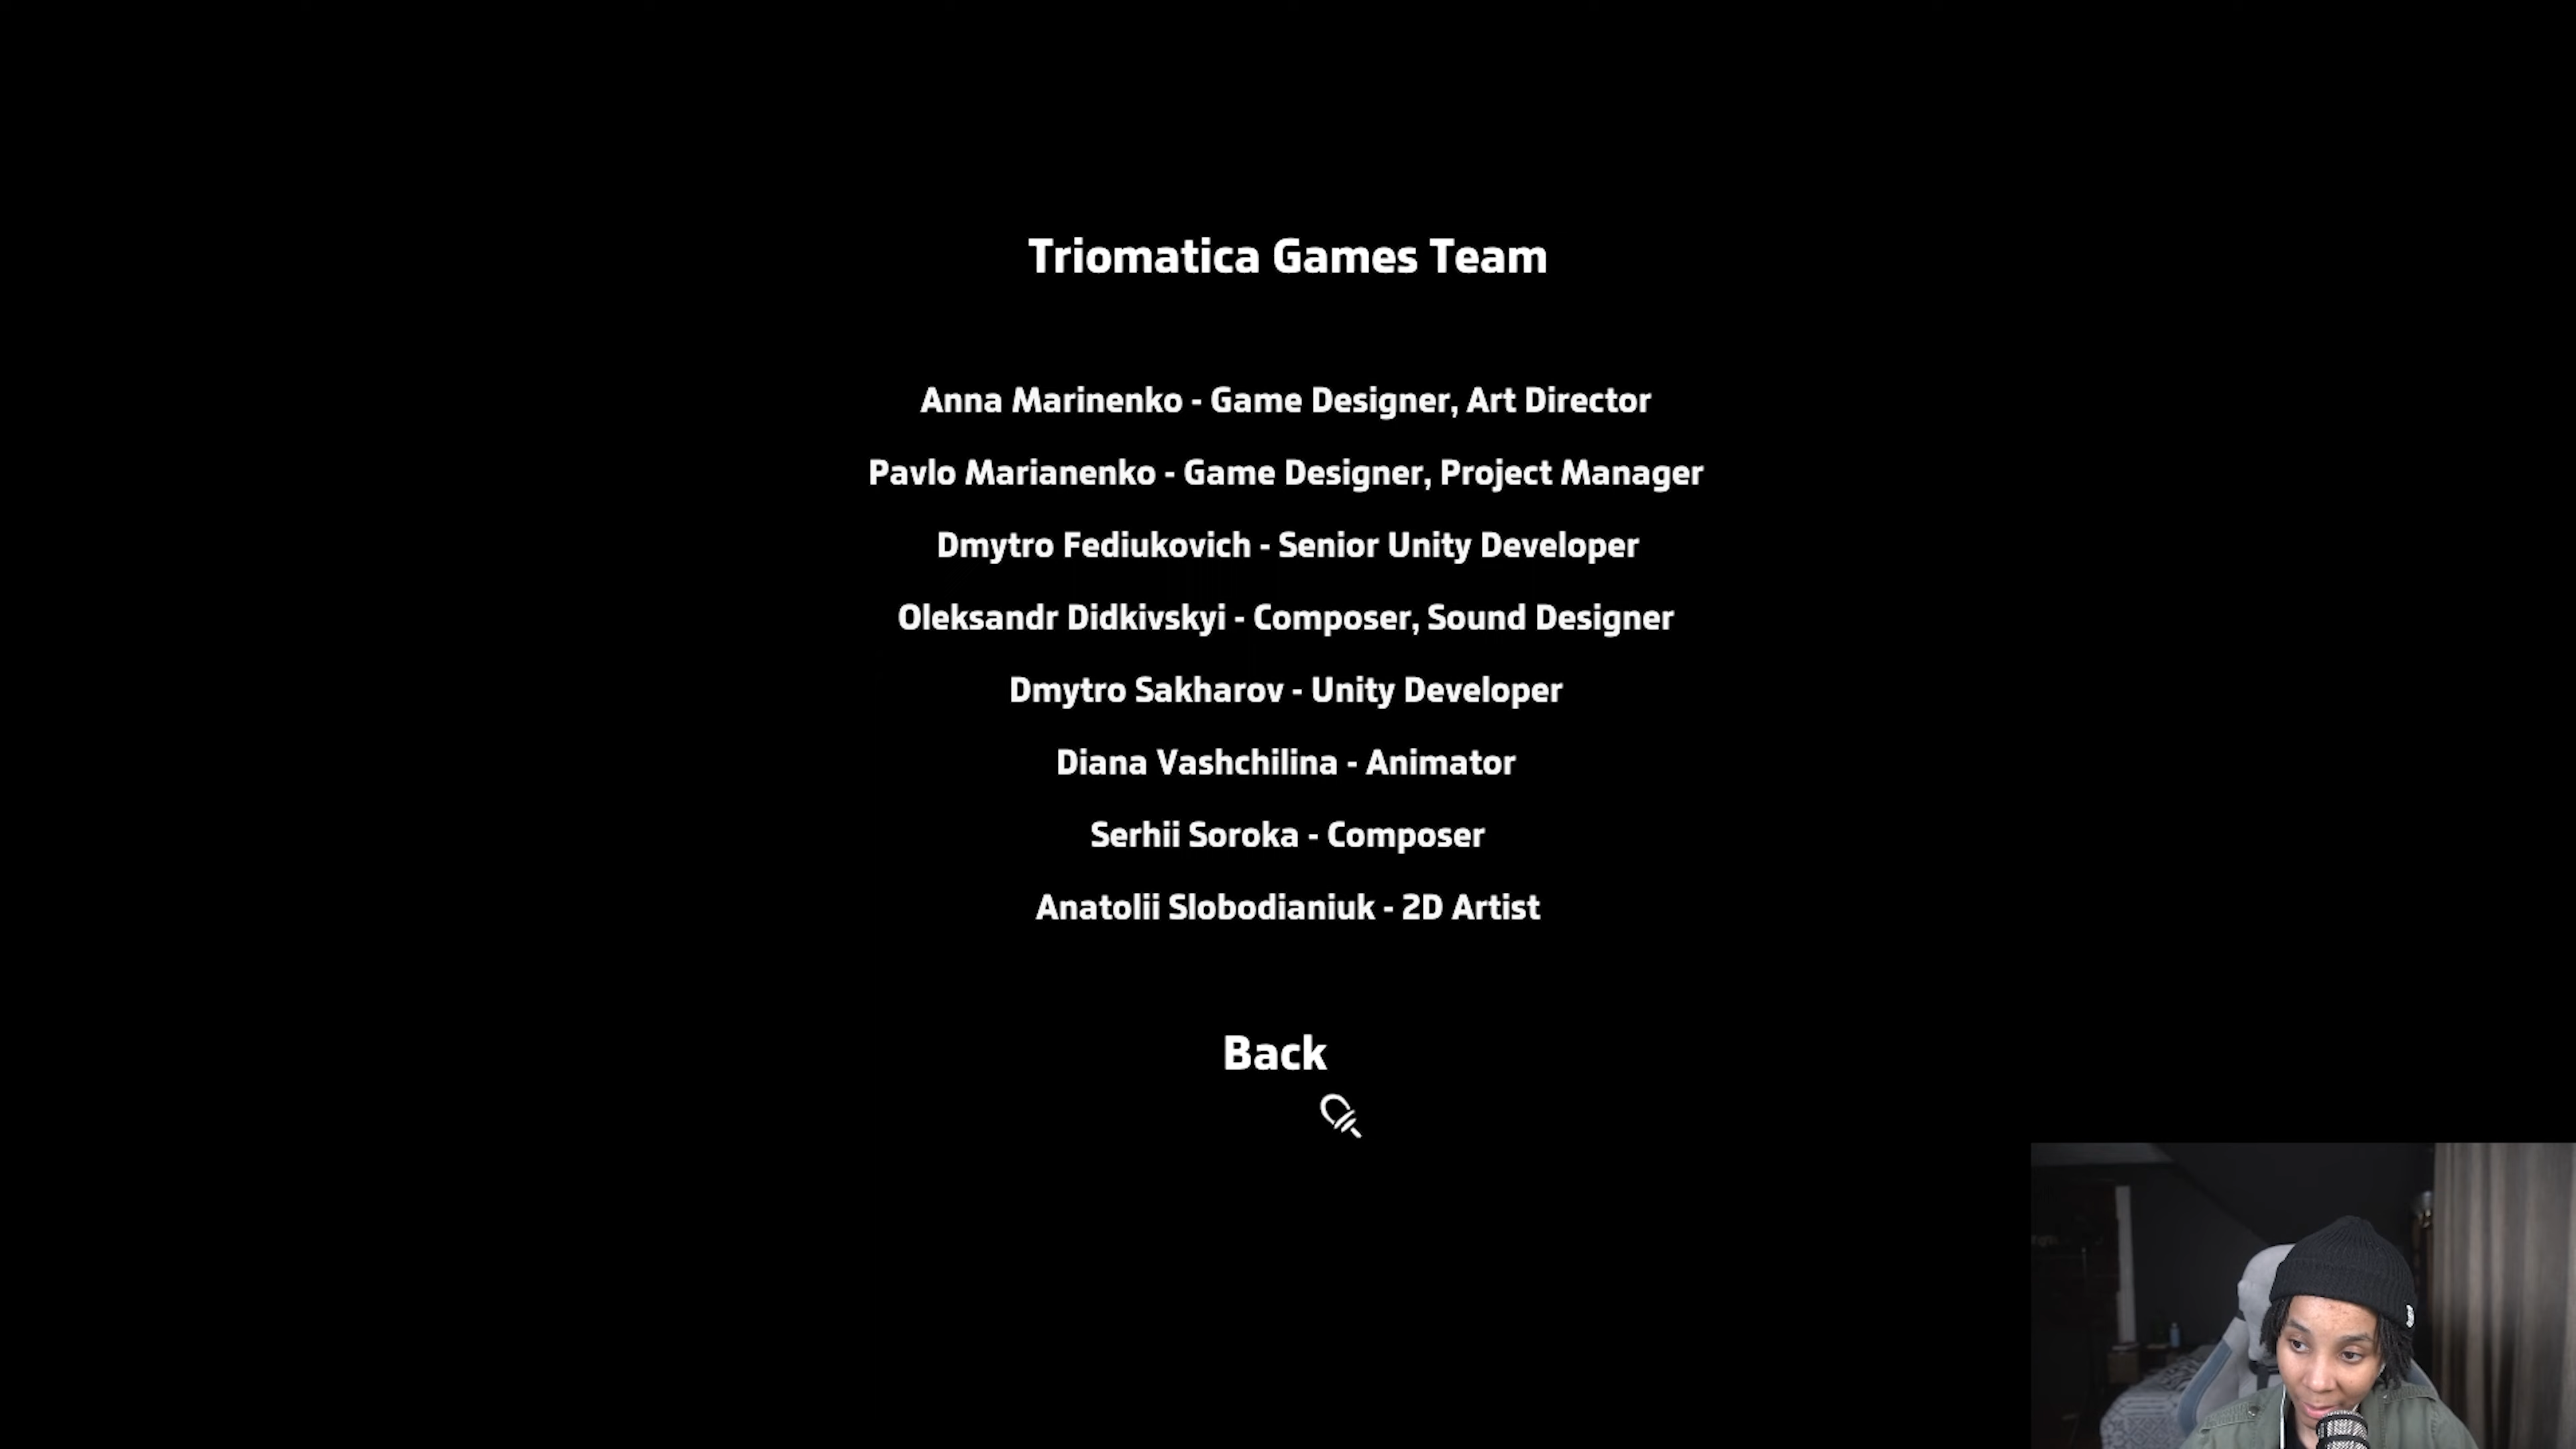 Triomatica Games Team
Anna Marinenko - Game Designer, Art Director
Pavlo Marianenko - Game Designer, Project Manager
Dmytro Fediukovich - Senior Unity Developer
Oleksandr Didkivskyi - Composer, Sound Designer
Dmytro Sakharov - Unity Developer
Diana Vashchilina - Animator
Serhii Soroka - Composer
Anatolii Slobodianiuk - 2D Artist
Back